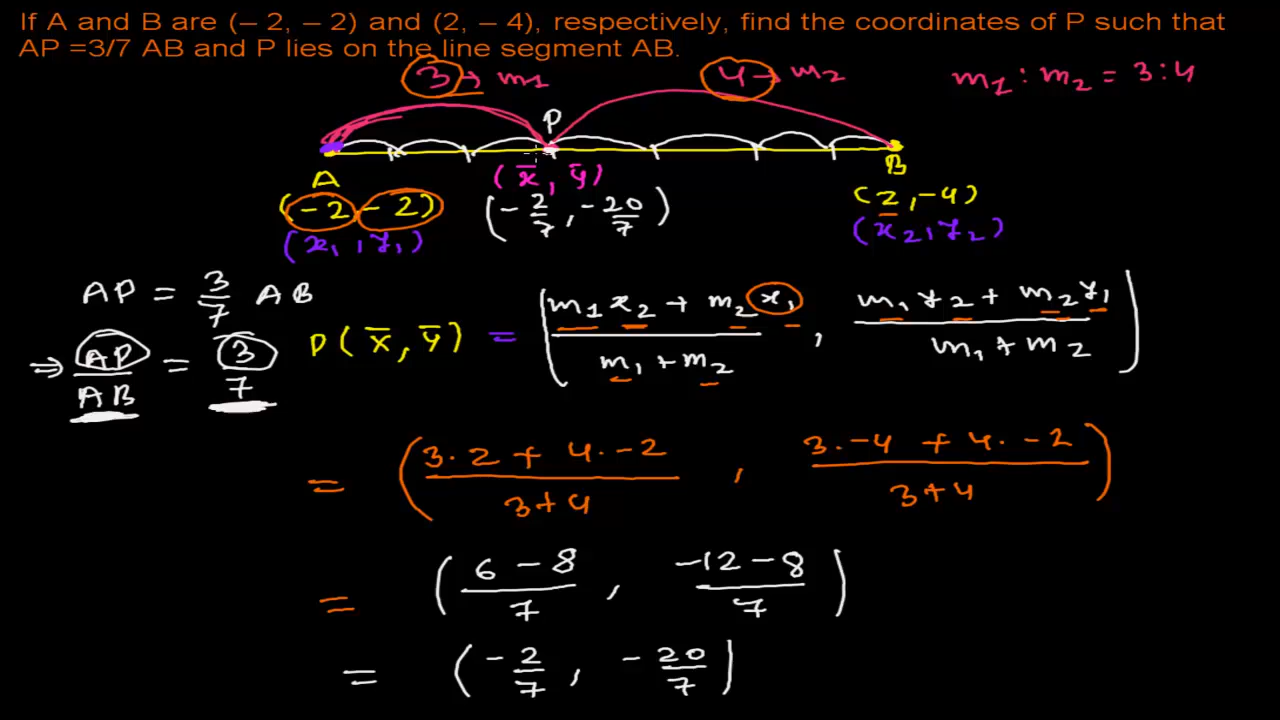 If A and B are (– 2, – 2) and (2, – 4), respectively, find the coordinates of P such that
AP =3/7 AB and P lies on the line segment AB.
3 → m1 4 → m2 m1 : m2 = 3:4
P
A (x̄, ȳ) B
(-2, -2) (-2/7, -20/7) (2, -4)
(x1, y1) (x2, y2)
AP = 3/7 AB
⇒ AP/AB = 3/7
P(x̄, ȳ) = [(m1x2 + m2x1)/(m1+m2), (m1y2 + m2y1)/(m1+m2)]
= ((3.2 + 4.-2)/(3+4), (3.-4 + 4.-2)/(3+4))
= ((6-8)/7, (-12-8)/7)
= (-2/7, -20/7)